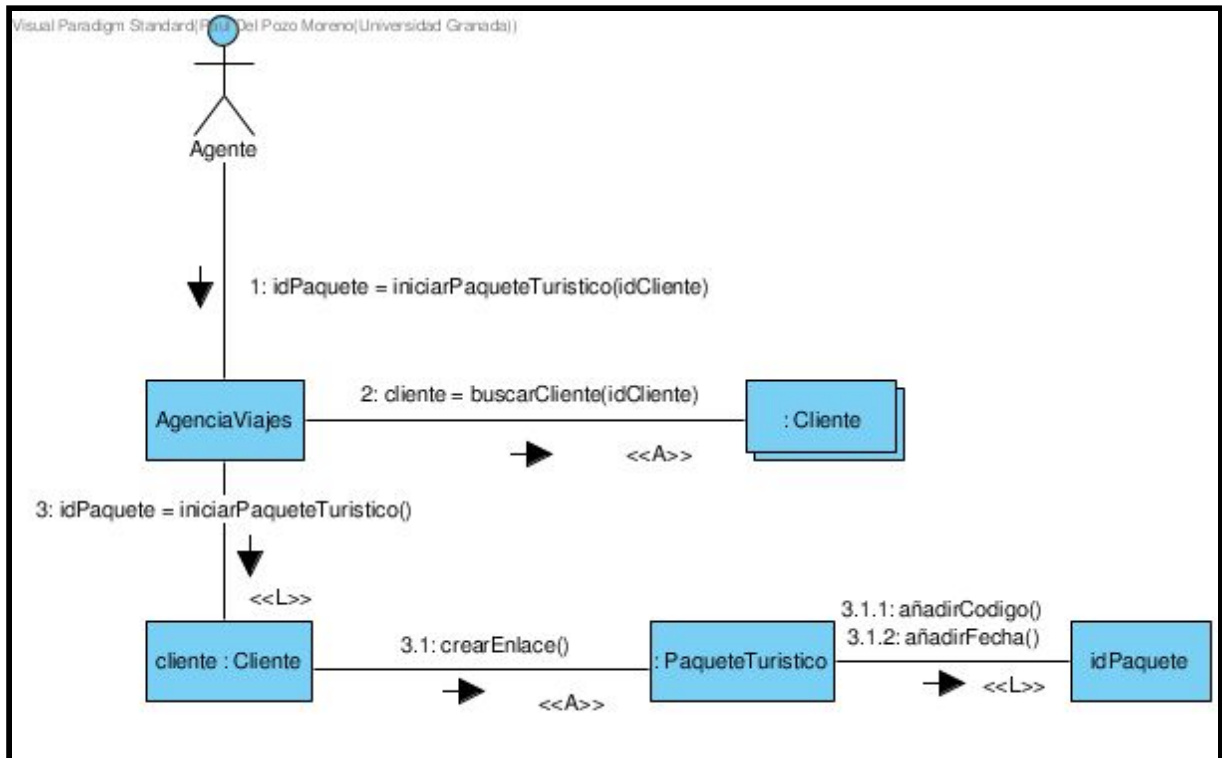 Visual Paradigm Standard(Paul Del Pozo Moreno(Universidad Granada))
Agente
1: idPaquete = iniciarPaqueteTuristico(idCliente)
AgenciaViajes
2: cliente = buscarCliente(idCliente)
: Cliente
<<A>>
3: idPaquete = iniciarPaqueteTuristico()
<<L>>
cliente : Cliente
3.1: crearEnlace()
<<A>>
: PaqueteTuristico
3.1.1: añadirCodigo()
3.1.2: añadirFecha()
<<L>>
idPaquete